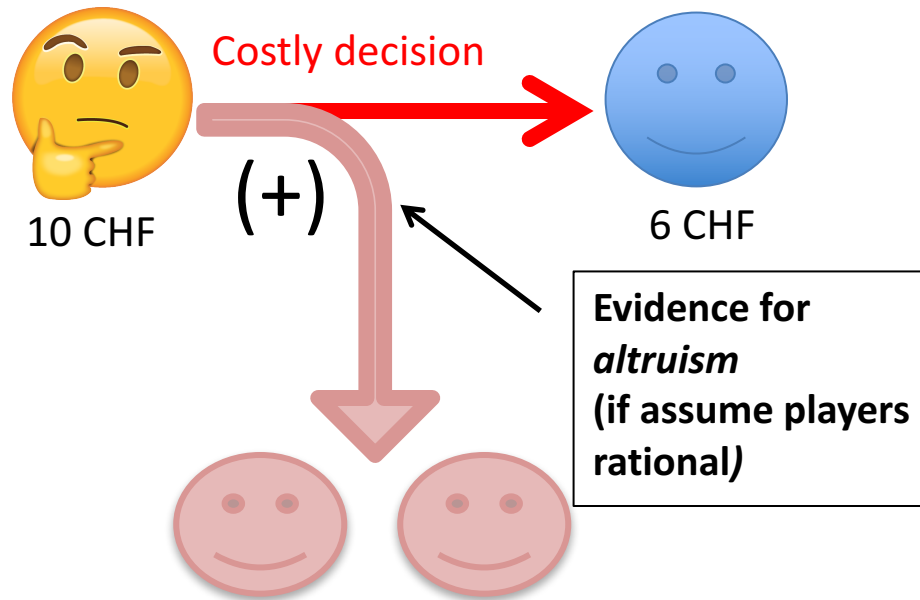 Costly decision
10 CHF
(+)
6 CHF
Evidence for
altruism
(if assume players
rational)